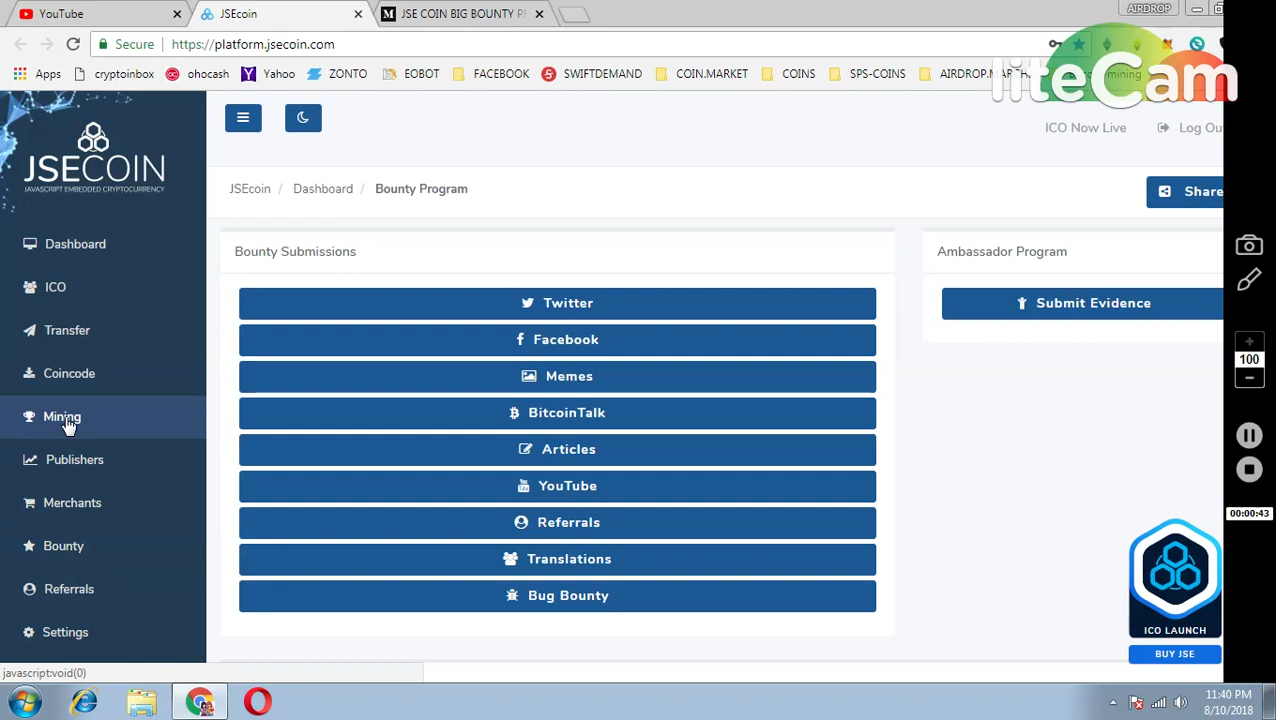 YouTube
JSEcoin
JSE COIN BIG BOUNTY
AIRDROP
Secure
https://platform.jsecoin.com
Apps
cryptoinbox
ohocash
Yahoo
ZONTO
EOBOT
FACEBOOK
SWIFTDEMAND
COIN.MARKET
COINS
SPS-COINS
mining
liteCam
JSECOIN
JAVASCRIPT EMBEDDED CRYPTOCURRENCY
ICO Now Live
Log Ou
JSEcoin / Dashboard / Bounty Program
Share
Dashboard
ICO
Transfer
Coincode
Mining
Publishers
Merchants
Bounty
Referrals
Settings
Bounty Submissions
Twitter
Facebook
Memes
BitcoinTalk
Articles
YouTube
Referrals
Translations
Bug Bounty
Ambassador Program
Submit Evidence
100
00:00:43
ICO LAUNCH
BUY JSE
javascript:void(0)
11:40 PM
8/10/2018